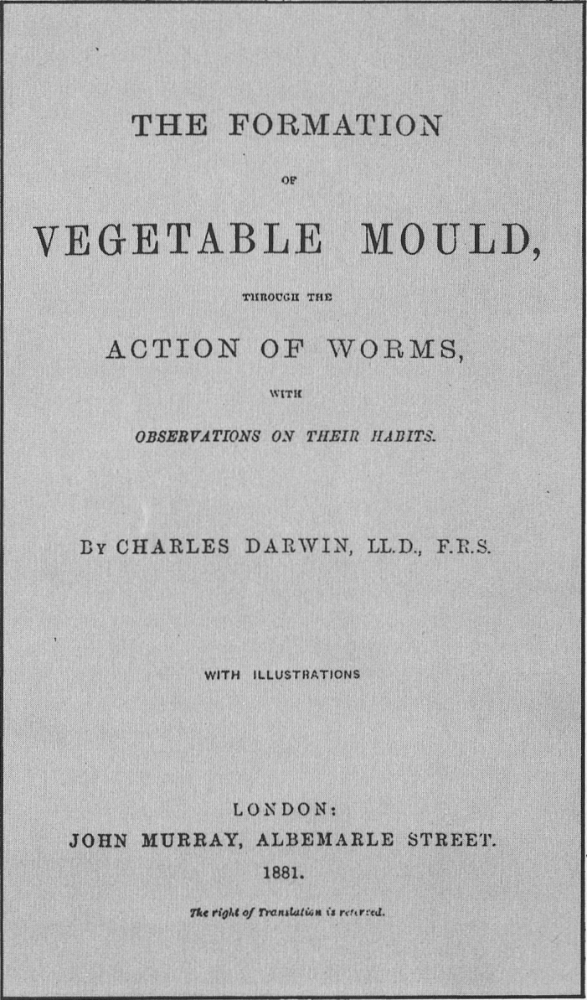 THE FORMATION
OF
VEGETABLE MOULD,
THROUGH THE
ACTION OF WORMS,
WITH
OBSERVATIONS ON THEIR HABITS.
BY CHARLES DARWIN, LL.D., F.R.S.
WITH ILLUSTRATIONS
LONDON:
JOHN MURRAY, ALBEMARLE STREET.
1881.
The right of Translation is reserved.